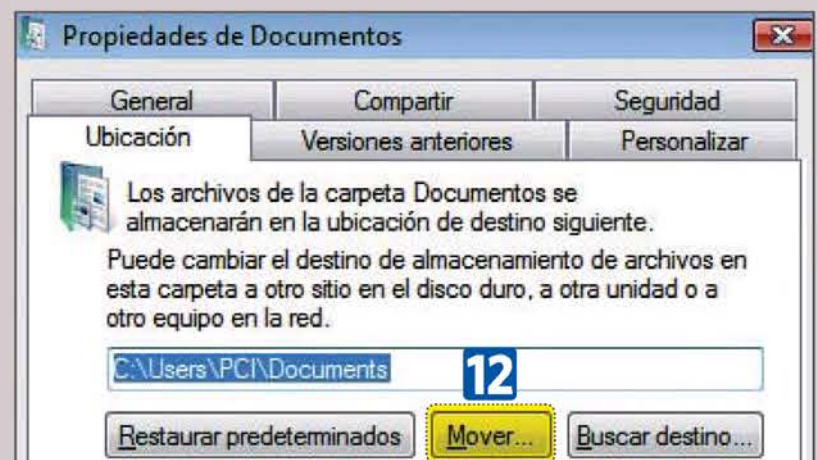 Propiedades de Documentos
General
Compartir
Seguridad
Ubicación
Versiones anteriores
Personalizar
Los archivos de la carpeta Documentos se
almacenarán en la ubicación de destino siguiente.
Puede cambiar el destino de almacenamiento de archivos en
esta carpeta a otro sitio en el disco duro, a otra unidad o a
otro equipo en la red.
C:\Users\PCI\Documents
12
Restaurar predeterminados
Mover...
Buscar destino...